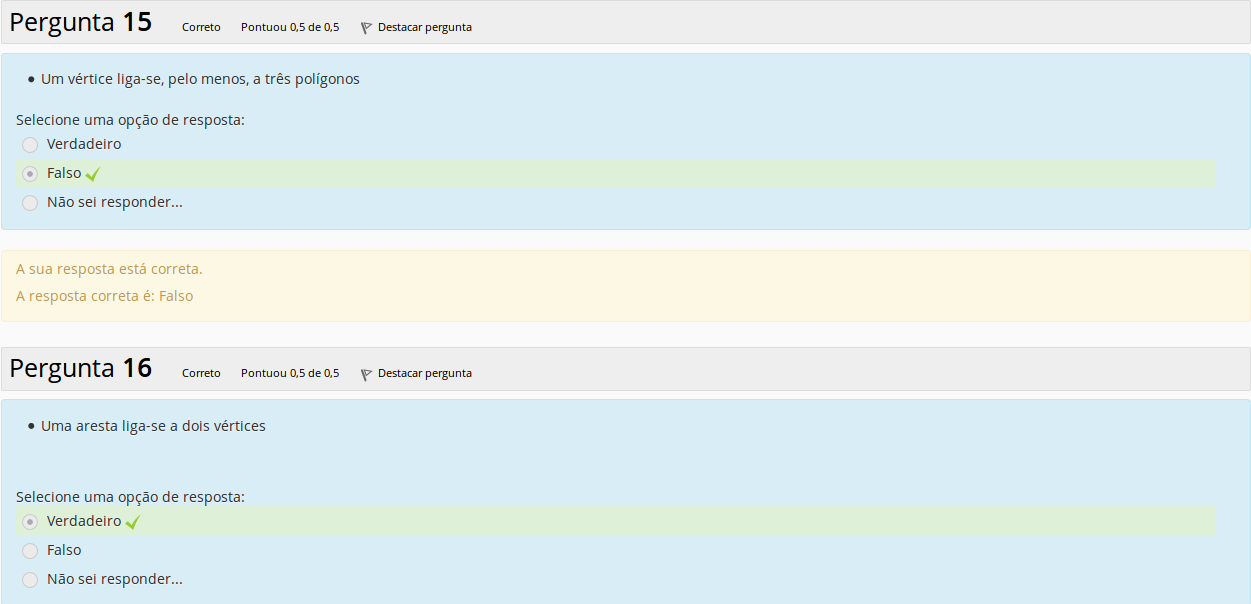 Pergunta 15 Correto Pontuou 0,5 de 0,5 Destacar pergunta
• Um vértice liga-se, pelo menos, a três polígonos
Selecione uma opção de resposta:
Verdadeiro
Falso
Não sei responder...
A sua resposta está correta.
A resposta correta é: Falso
Pergunta 16 Correto Pontuou 0,5 de 0,5 Destacar pergunta
• Uma aresta liga-se a dois vértices
Selecione uma opção de resposta:
Verdadeiro
Falso
Não sei responder...